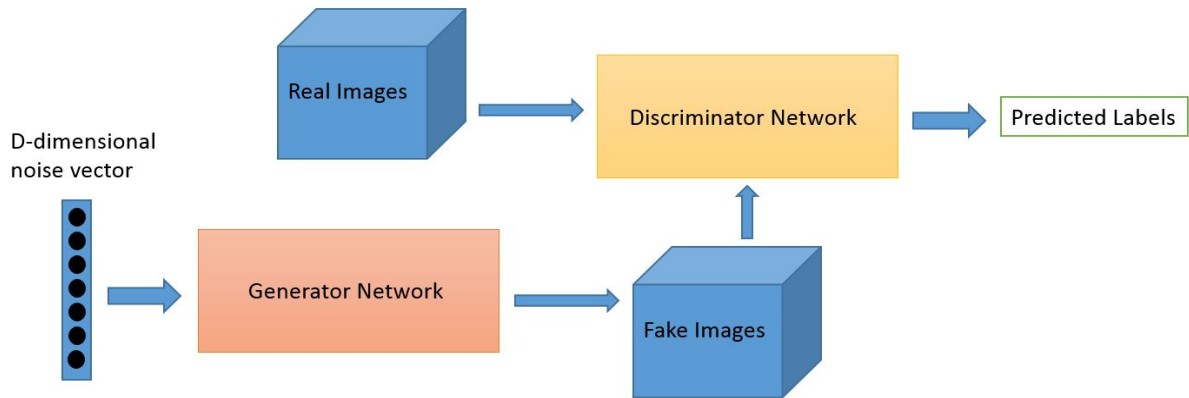 Real Images
Discriminator Network
Predicted Labels
D-dimensional
noise vector
Generator Network
Fake Images